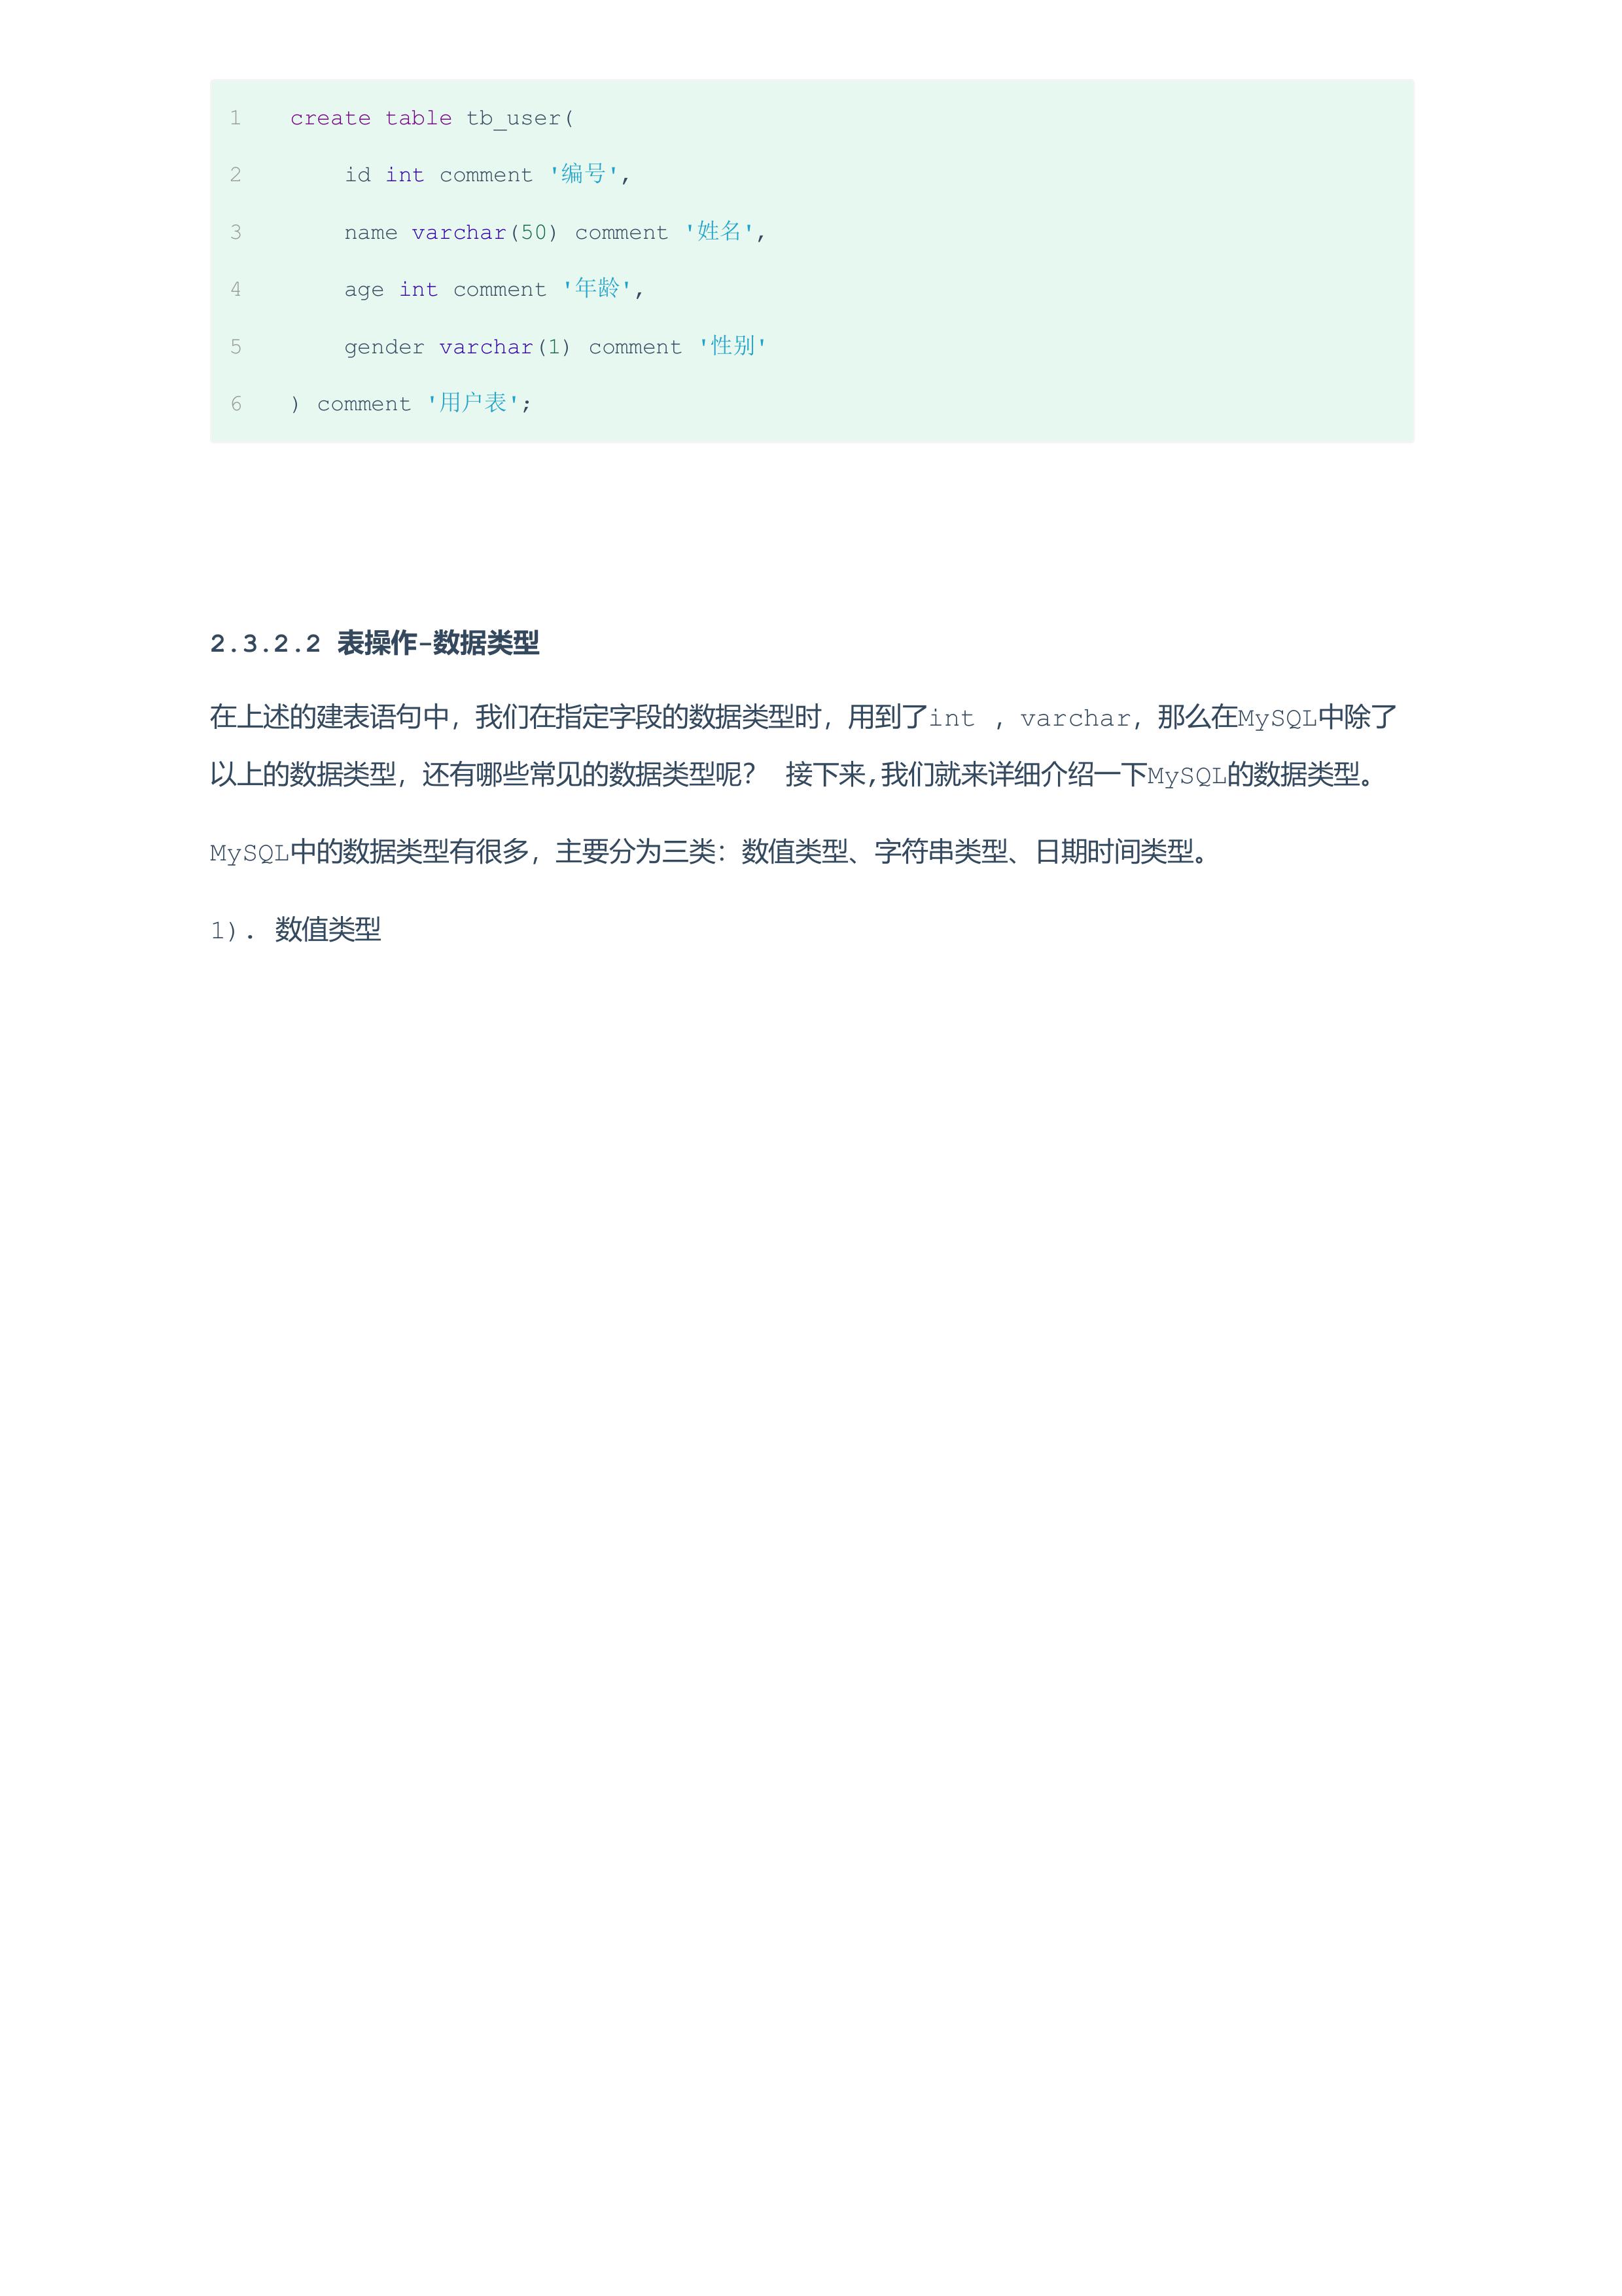 1 create table tb_user(
2 id int comment '编号',
3 name varchar(50) comment '姓名',
4 age int comment '年龄',
5 gender varchar(1) comment '性别'
6 ) comment '用户表';
2.3.2.2 表操作-数据类型
在上述的建表语句中，我们在指定字段的数据类型时，用到了int ，varchar，那么在MySQL中除了
以上的数据类型，还有哪些常见的数据类型呢？ 接下来,我们就来详细介绍一下MySQL的数据类型。
MySQL中的数据类型有很多，主要分为三类：数值类型、字符串类型、日期时间类型。
1). 数值类型